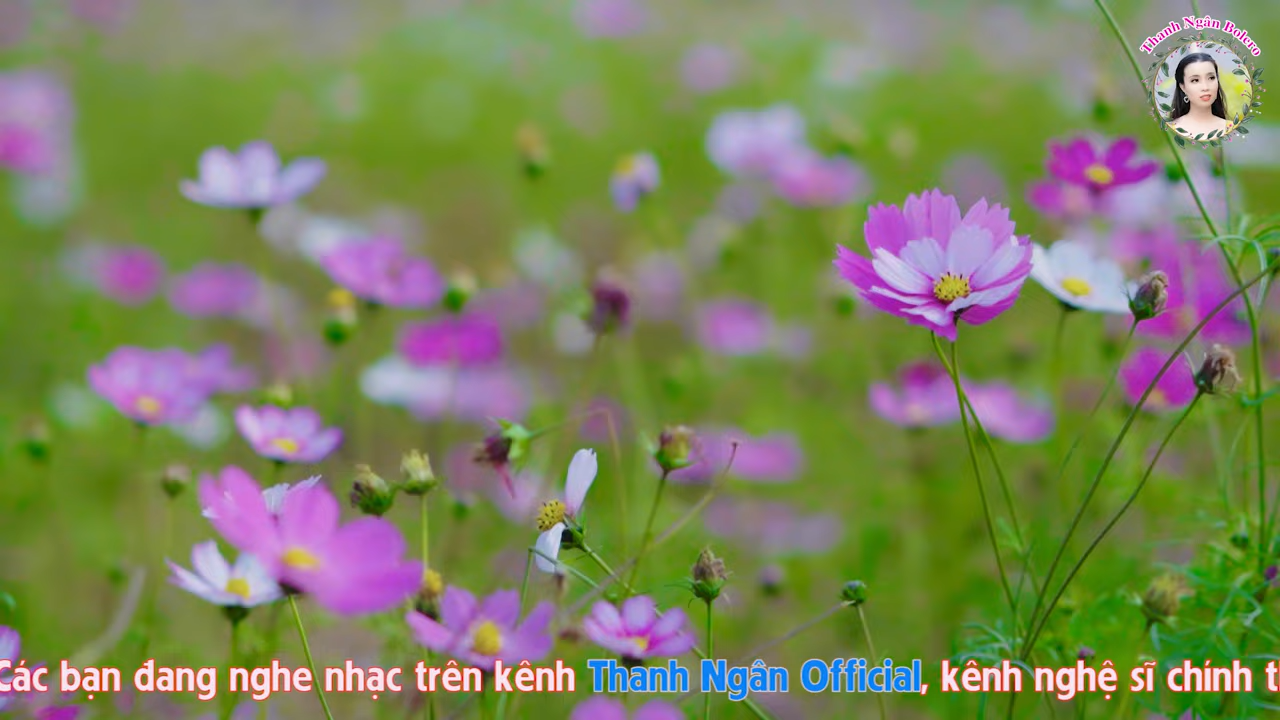 Thanh Ngân Bolero
Các bạn đang nghe nhạc trên kênh Thanh Ngân Official, kênh nghệ sĩ chính